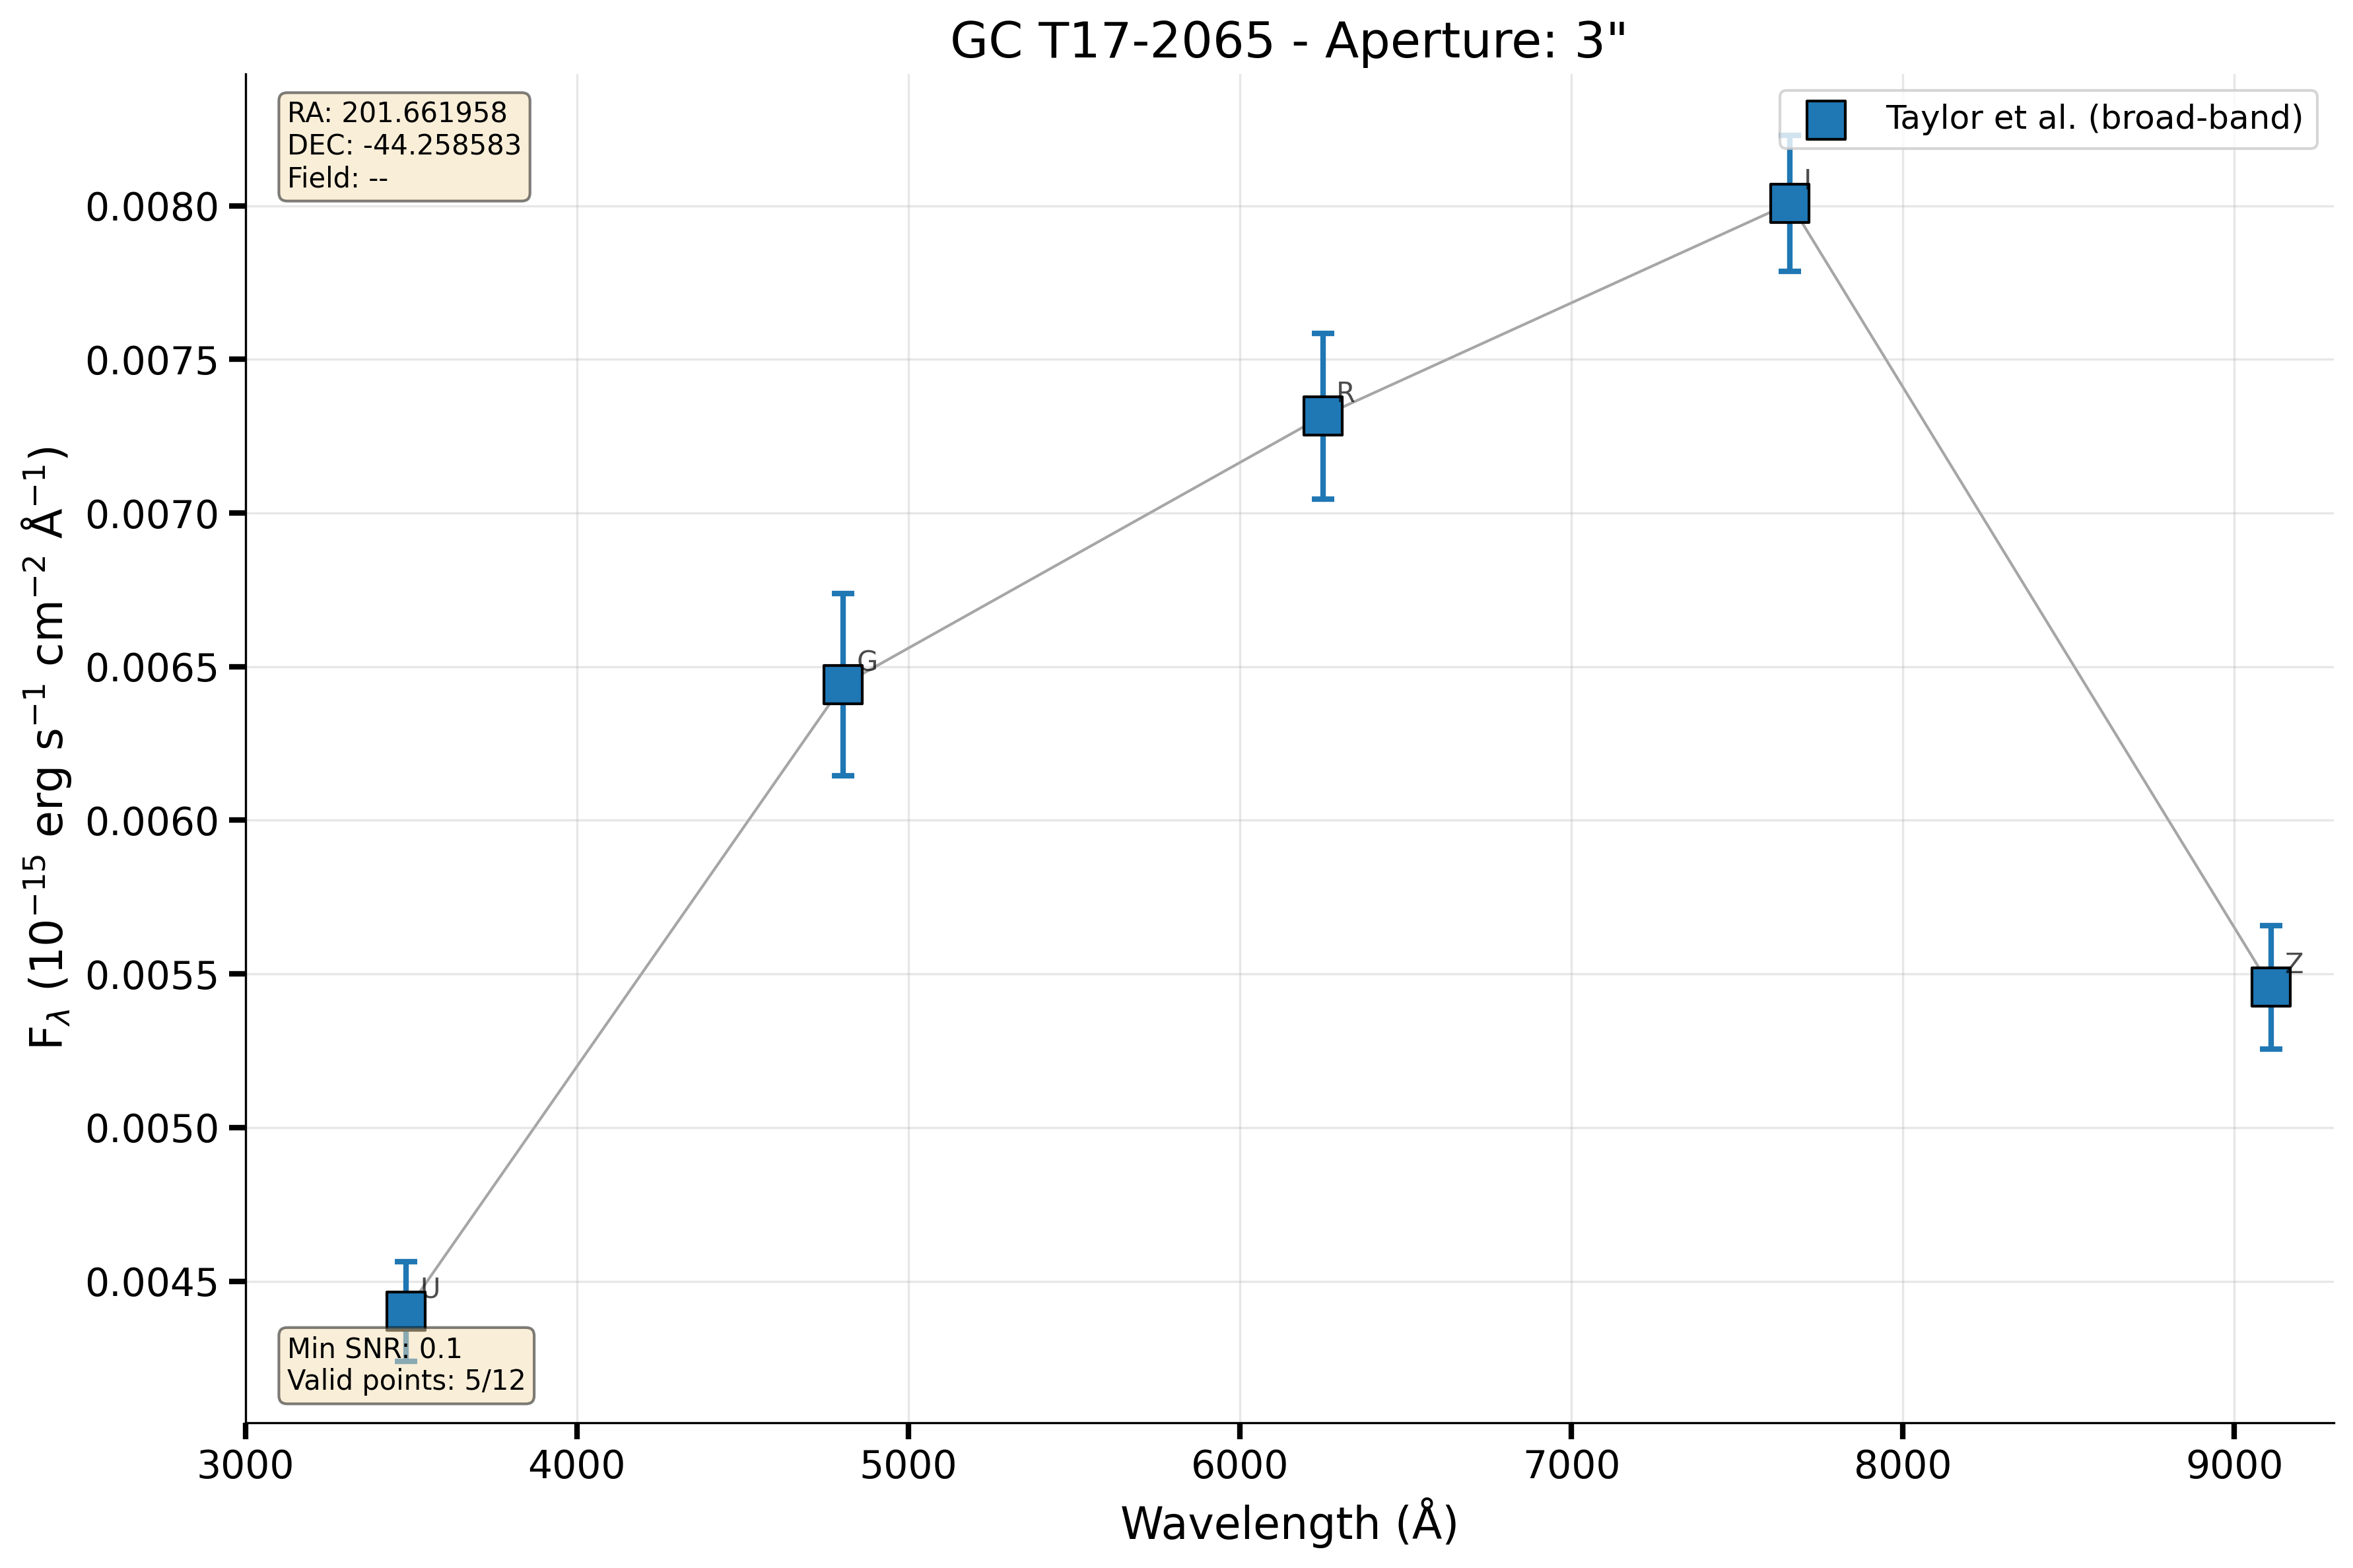 GC T17-2065 - Aperture: 3"
RA: 201.661958
DEC: -44.258583
Field: --
Taylor et al. (broad-band)
I
R
G
Z
U
0.0080
0.0075
0.0070
0.0065
0.0060
0.0055
0.0050
0.0045
F_λ (10⁻¹⁵ erg s⁻¹ cm⁻² Å⁻¹)
Min SNR: 0.1
Valid points: 5/12
3000 4000 5000 6000 7000 8000 9000
Wavelength (Å)